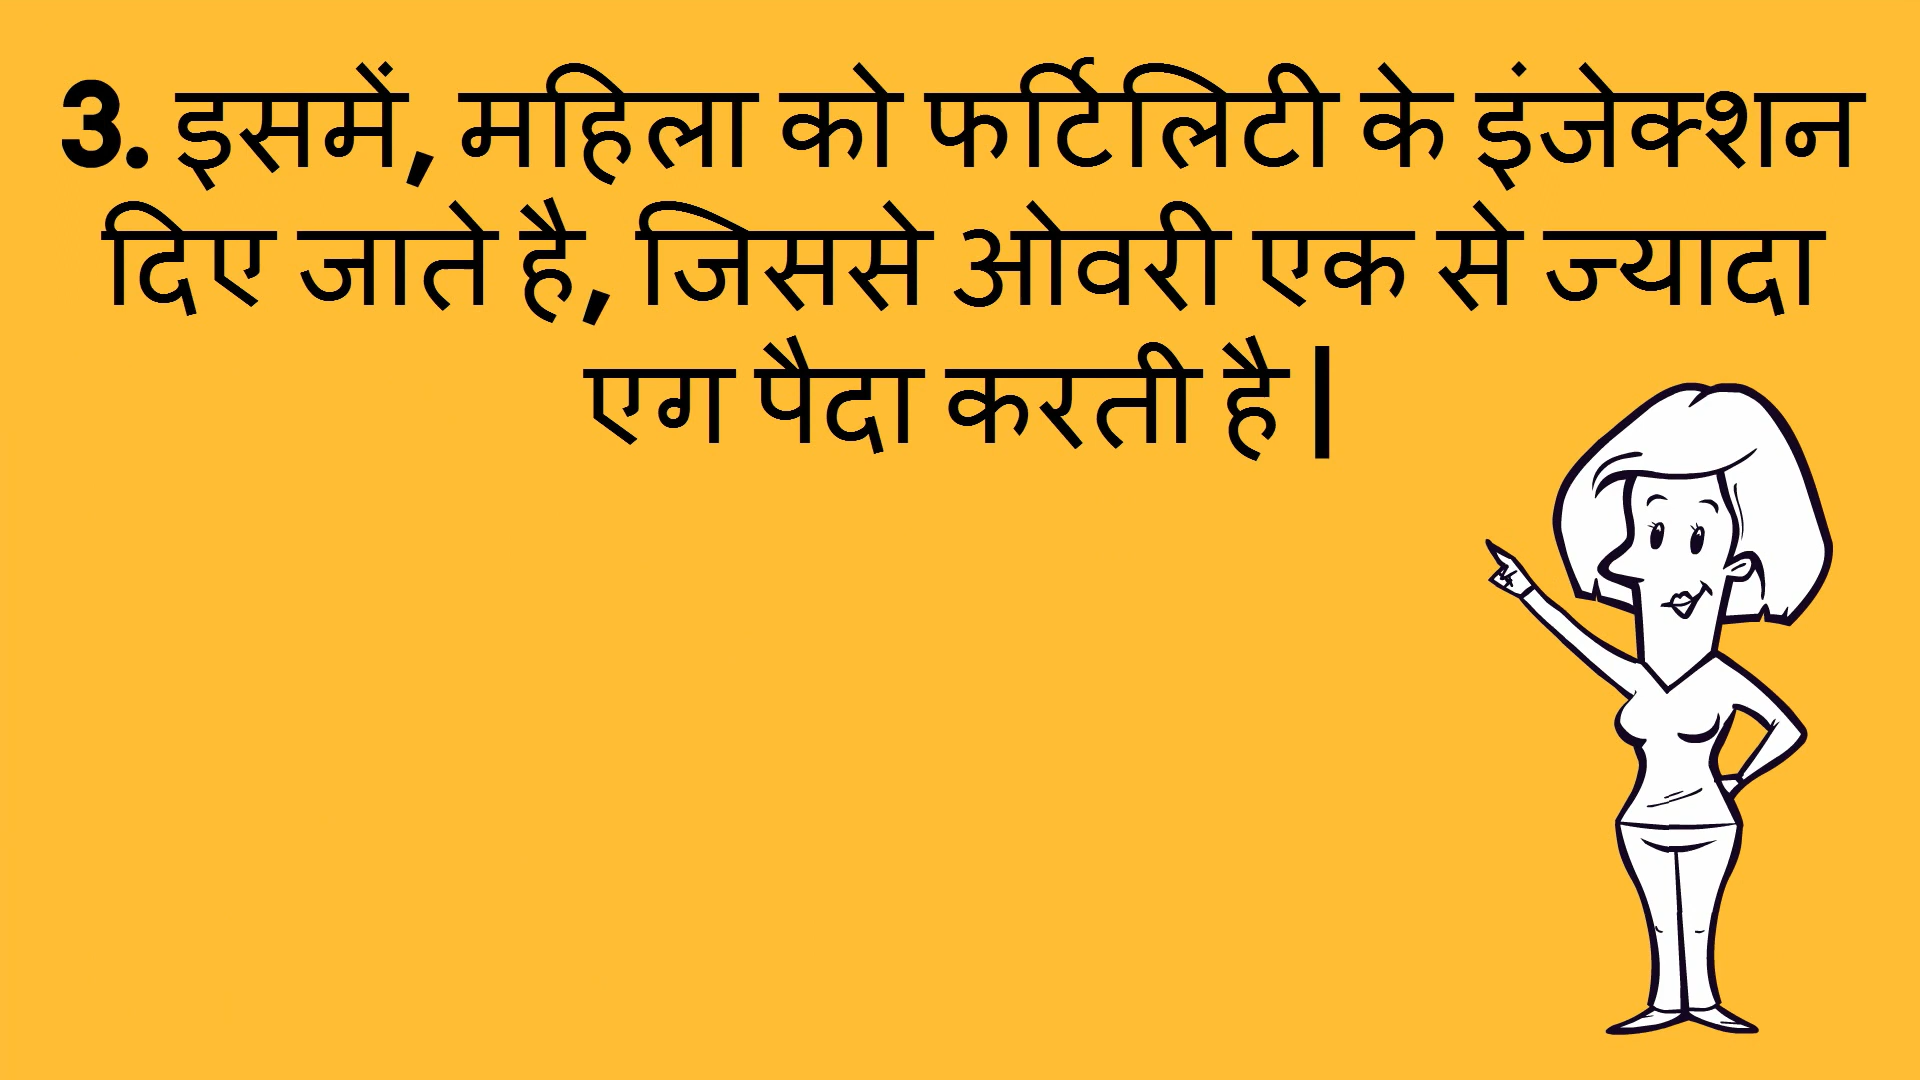 3. इसमें, महिला को फर्टिलिटी के इंजेक्शन
दिए जाते है, जिससे ओवरी एक से ज्यादा
एग पैदा करती है|